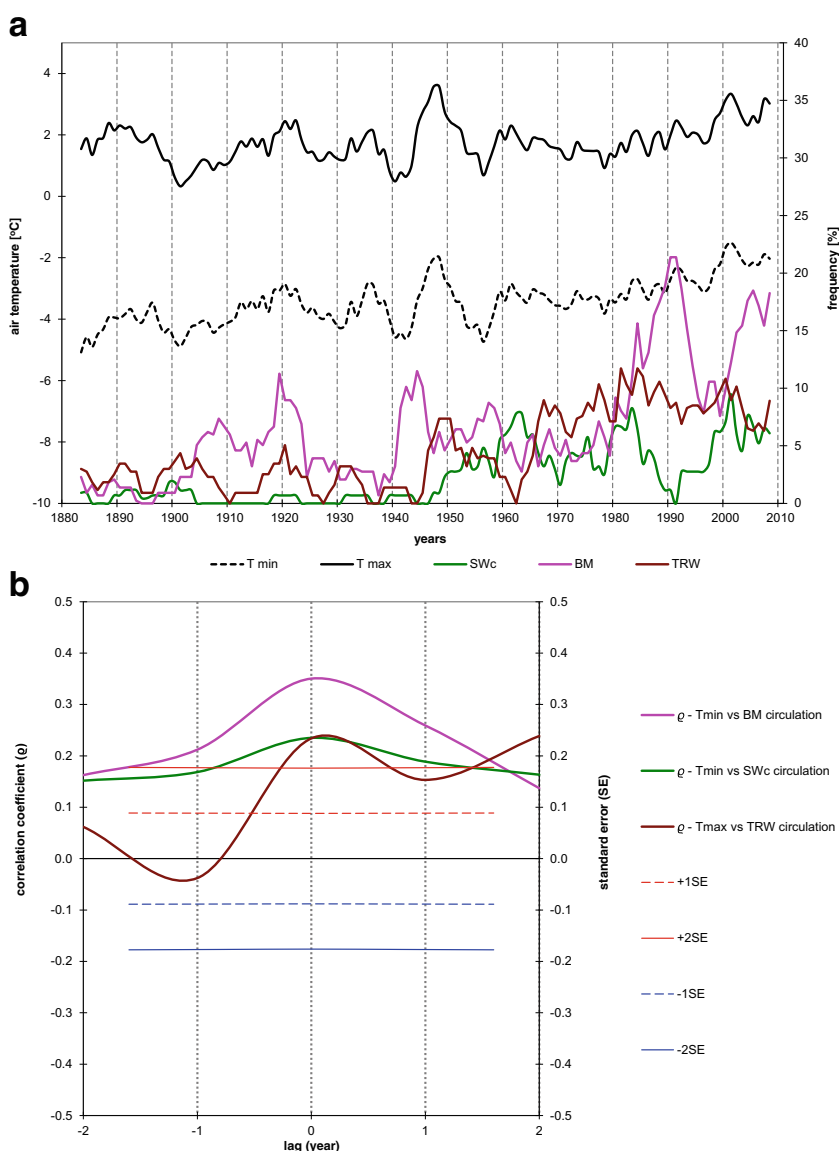 a
air temperature [°C]
4
2
0
-2
-4
-6
-8
-10
40
35
30
25
20
15
10
5
0
frequency [%]
1880 1890 1900 1910 1920 1930 1940 1950 1960 1970 1980 1990 2000 2010
years
T min T max SWc BM TRW
b
correlation coefficient (ϱ)
0.5
0.4
0.3
0.2
0.1
0.0
-0.1
-0.2
-0.3
-0.4
-0.5
0.5
0.4
0.3
0.2
0.1
0.0
-0.1
-0.2
-0.3
-0.4
-0.5
standard error (SE)
-2 -1 0 1 2
lag (year)
ϱ - Tmin vs BM circulation
ϱ - Tmin vs SWc circulation
ϱ - Tmax vs TRW circulation
+1SE
+2SE
-1SE
-2SE